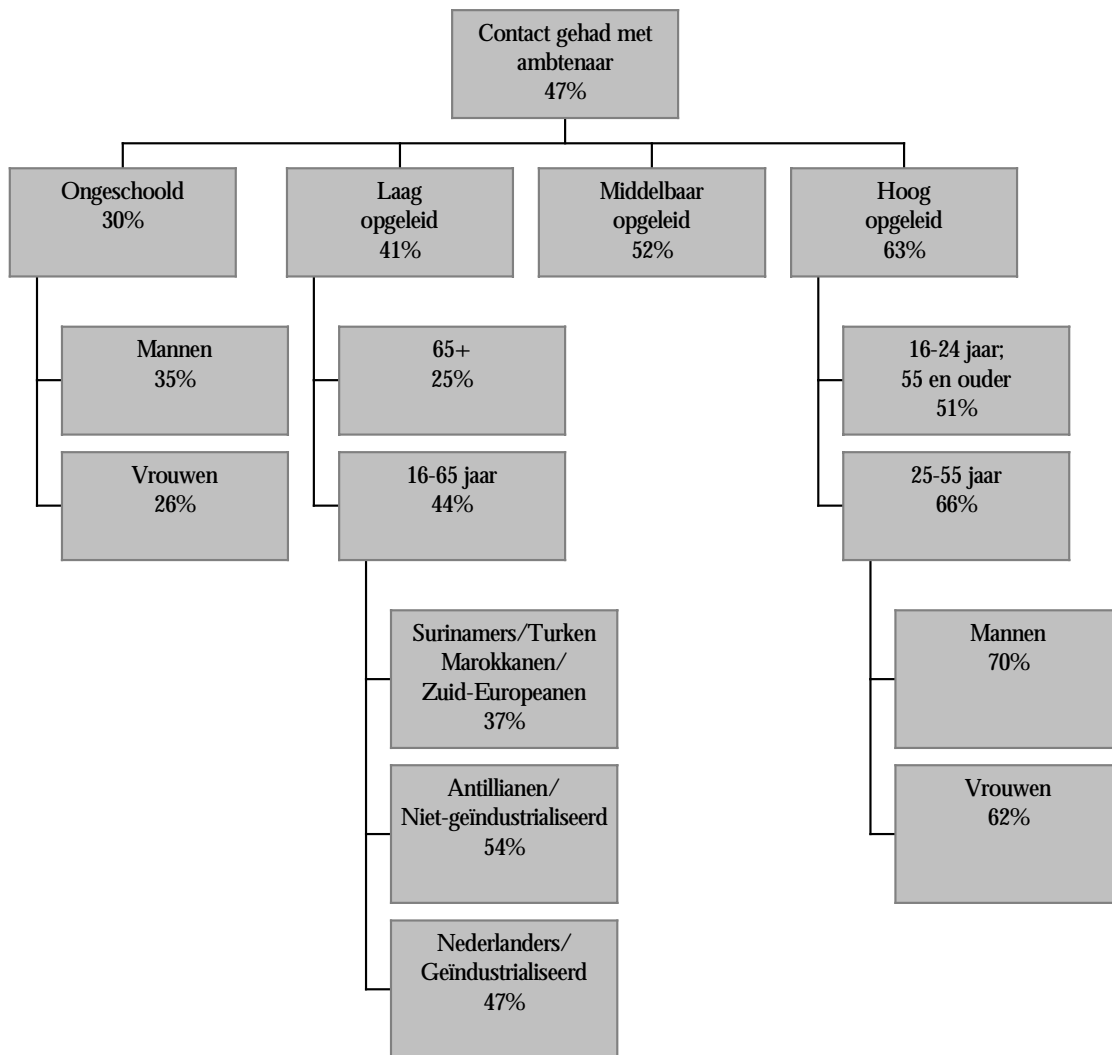 Contact gehad met
ambtenaar
47%
Ongeschoold
30%
Laag
opgeleid
41%
Middelbaar
opgeleid
52%
Hoog
opgeleid
63%
Mannen
35%
Vrouwen
26%
65+
25%
16-65 jaar
44%
Surinamers/Turken
Marokkanen/
Zuid-Europeanen
37%
Antillianen/
Niet-geïndustrialiseerd
54%
Nederlanders/
Geïndustrialiseerd
47%
16-24 jaar;
55 en ouder
51%
25-55 jaar
66%
Mannen
70%
Vrouwen
62%